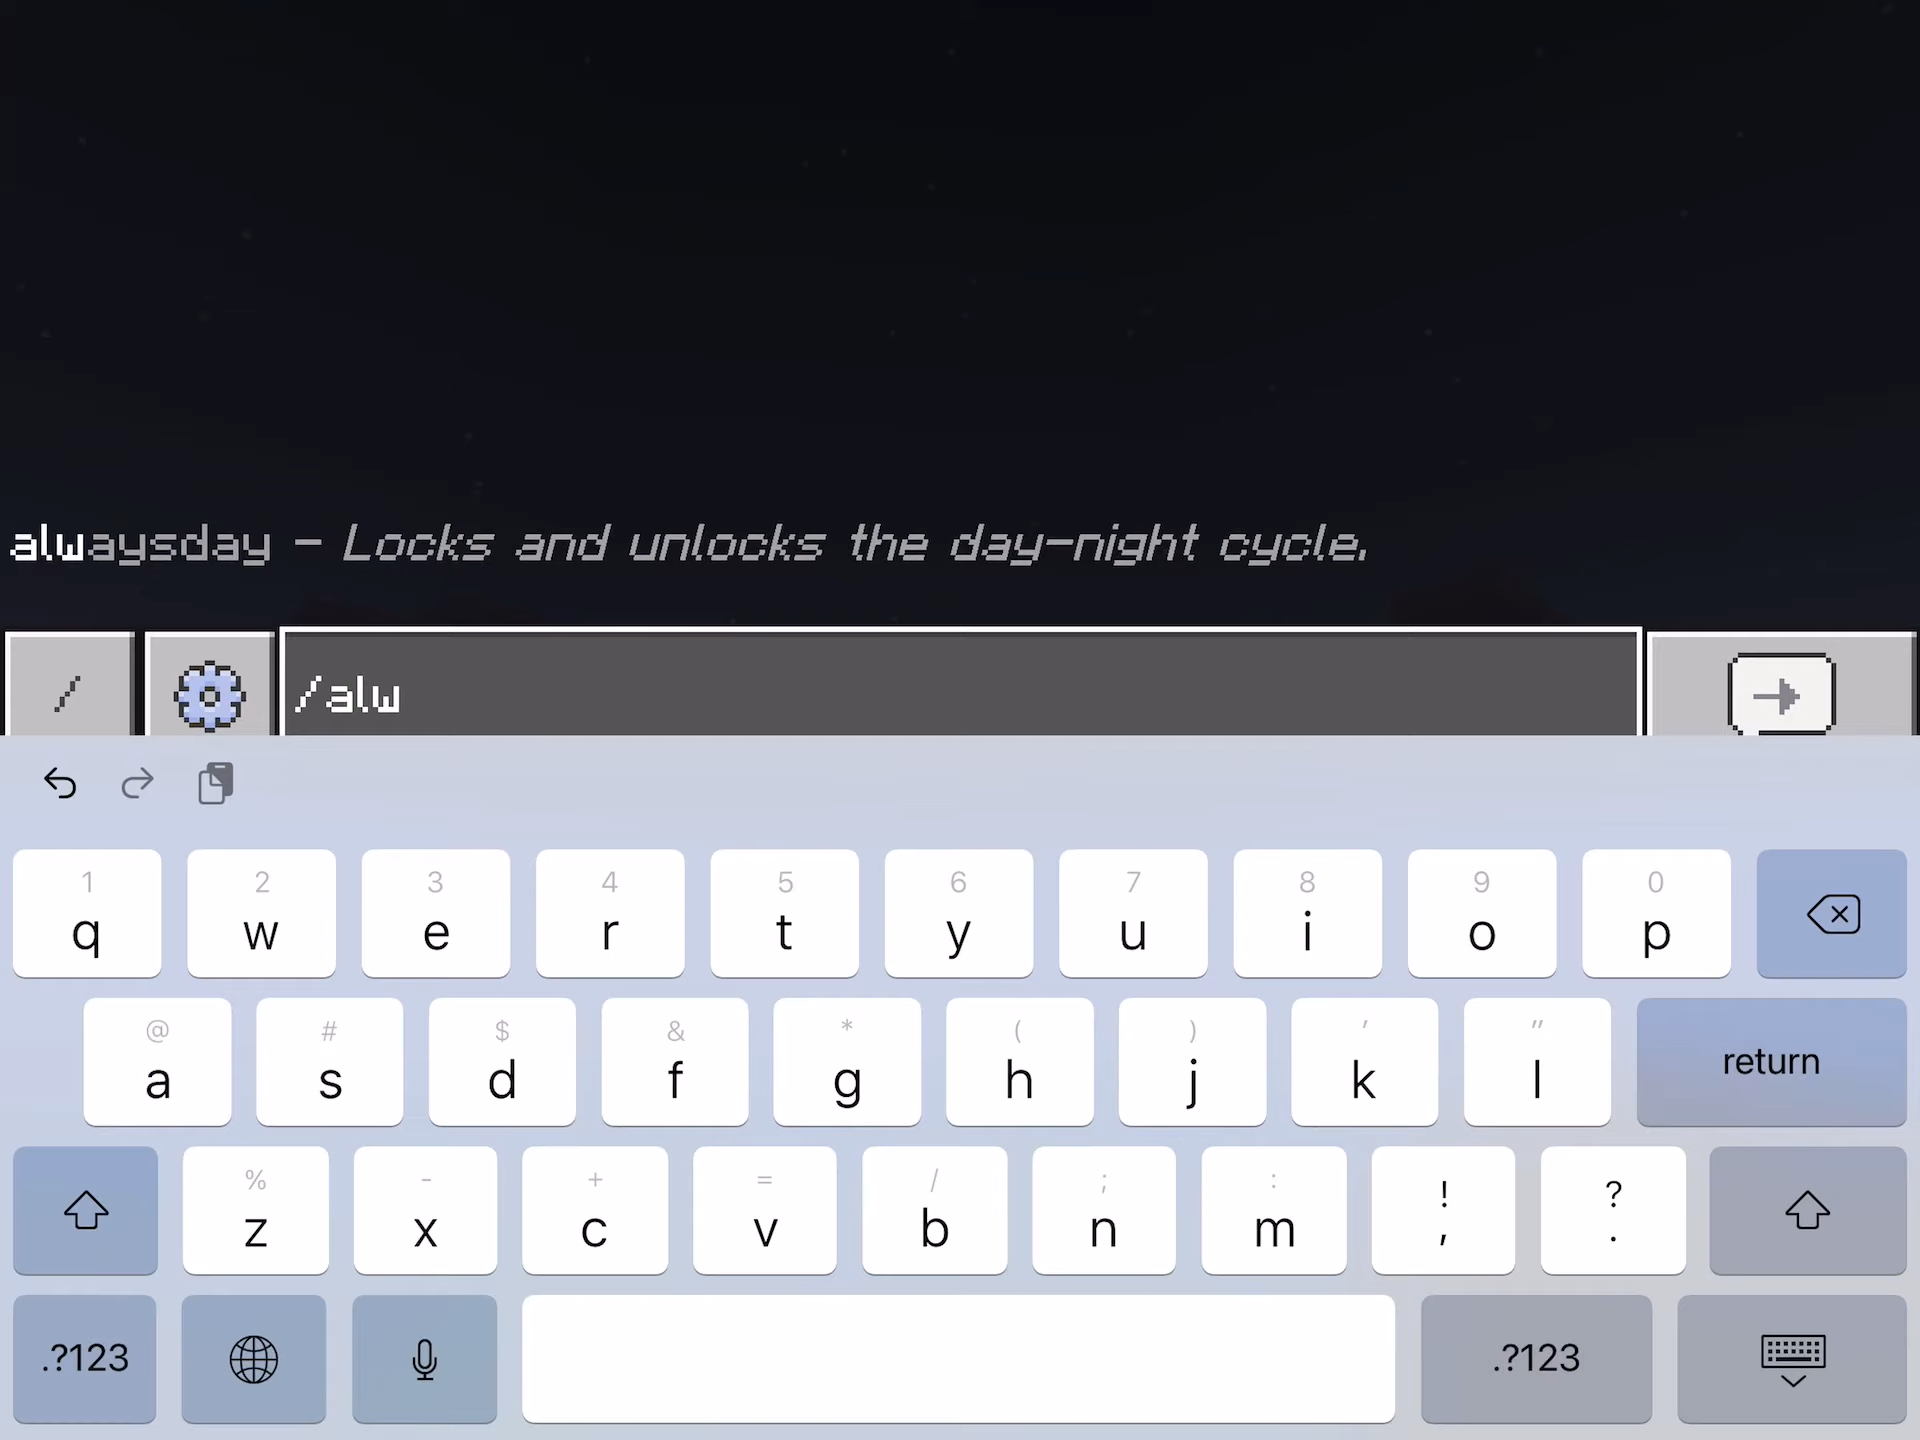 alwaysday - Locks and unlocks the day-night cycle.
/
/alw
1 2 3 4 5 6 7 8 9 0
q w e r t y u i o p
@ # $ & * ( ) ' "
a s d f g h j k l return
% - + = / ; : ! ?
z x c v b n m , .
.?123 .?123